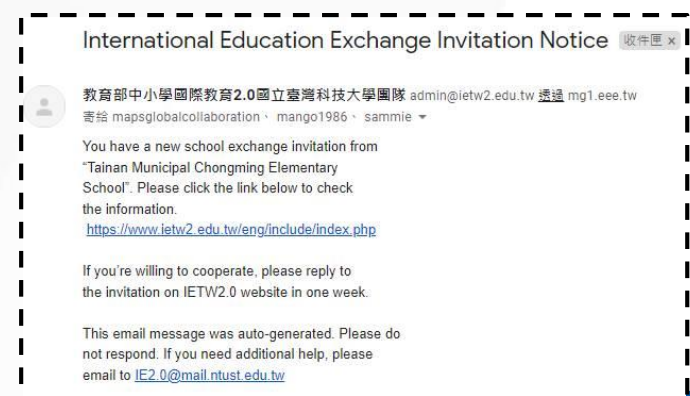 International Education Exchange Invitation Notice 收件匣 x
教育部中小學國際教育2.0國立臺灣科技大學團隊 admin@ietw2.edu.tw 透過 mg1.eee.tw
寄給 mapsglobalcollaboration、 mango1986、 sammie
You have a new school exchange invitation from
“Tainan Municipal Chongming Elementary
School”. Please click the link below to check
the information.
https://www.ietw2.edu.tw/eng/include/index.php
If you’re willing to cooperate, please reply to
the invitation on IETW2.0 website in one week.
This email message was auto-generated. Please do
not respond. If you need additional help, please
email to IE2.0@mail.ntust.edu.tw